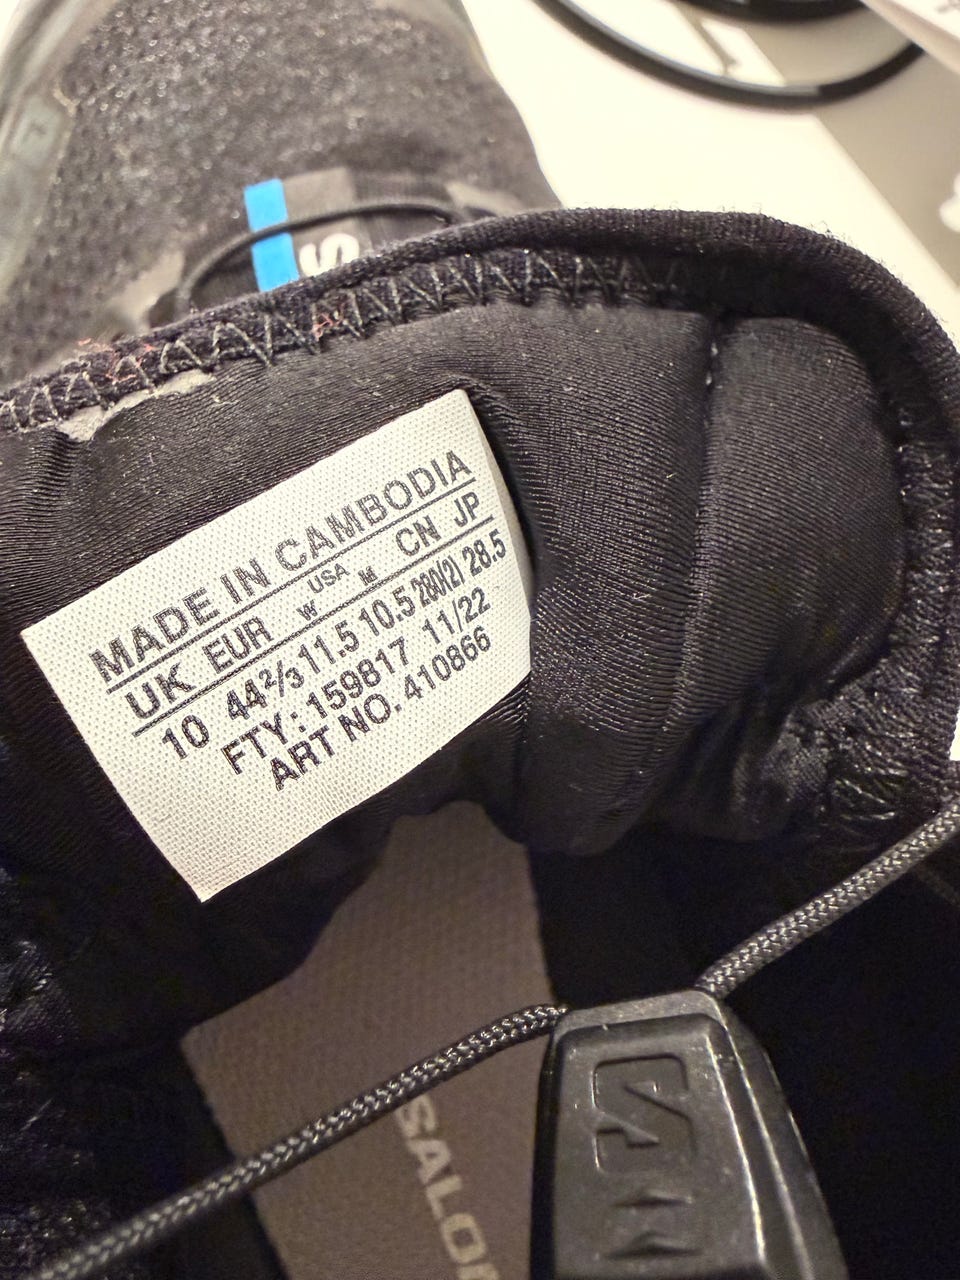 S
MADE IN CAMBODIA
USA
UK EUR W M CN JP
10 44⅔ 11.5 10.5 280(2) 28.5
FTY: 159817 11/22
ART NO. 410866
SALO